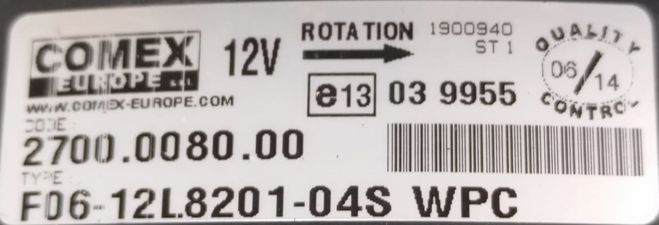 COMEX
EUROPE s.r.l.
www.COMEX-EUROPE.COM
12V
ROTATION
1900940
ST 1
QUALITY
06/14
CONTROL
e13 03 9955
CODE:
2700.0080.00
TYPE:
F06-12L8201-04S WPC